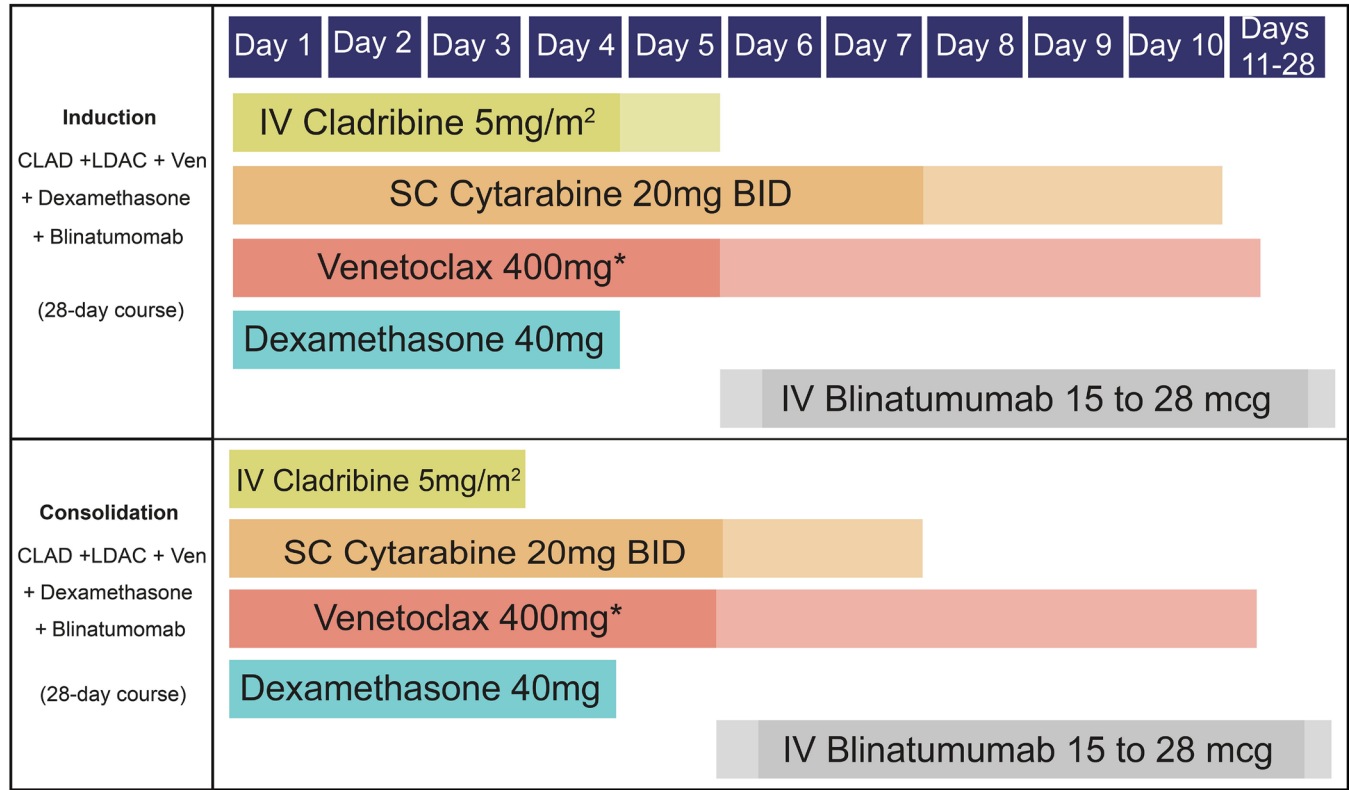 Day 1 Day 2 Day 3 Day 4 Day 5 Day 6 Day 7 Day 8 Day 9 Day 10 Days 11-28
Induction
CLAD +LDAC + Ven
+ Dexamethasone
+ Blinatumomab
(28-day course)
IV Cladribine 5mg/m²
SC Cytarabine 20mg BID
Venetoclax 400mg*
Dexamethasone 40mg
IV Blinatumumab 15 to 28 mcg
Consolidation
CLAD +LDAC + Ven
+ Dexamethasone
+ Blinatumomab
(28-day course)
IV Cladribine 5mg/m²
SC Cytarabine 20mg BID
Venetoclax 400mg*
Dexamethasone 40mg
IV Blinatumumab 15 to 28 mcg